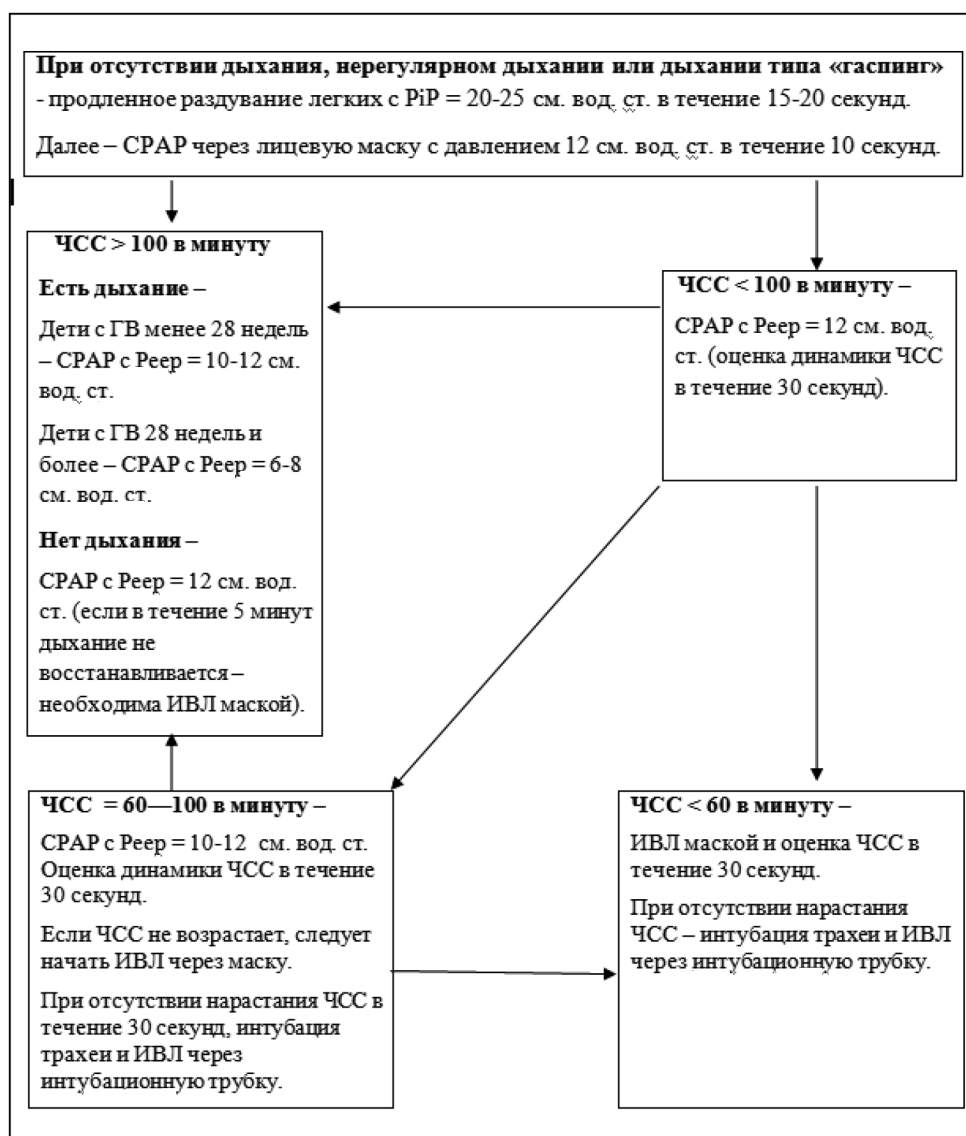 При отсутствии дыхания, нерегулярном дыхании или дыхании типа «гаспинг»
- продленное раздувание легких с PiP = 20-25 см. вод. ст. в течение 15-20 секунд.
Далее – CPAP через лицевую маску с давлением 12 см. вод. ст. в течение 10 секунд.
ЧСС > 100 в минуту
Есть дыхание –
Дети с ГВ менее 28 недель
– CPAP с Peep = 10-12 см.
вод. ст.
Дети с ГВ 28 недель и
более – CPAP с Peep = 6-8
см. вод. ст.
Нет дыхания –
CPAP с Peep = 12 см. вод.
ст. (если в течение 5 минут
дыхание не
восстанавливается –
необходима ИВЛ маской).
ЧСС < 100 в минуту –
CPAP с Peep = 12 см. вод.
ст. (оценка динамики ЧСС
в течение 30 секунд).
ЧСС = 60—100 в минуту –
CPAP с Peep = 10-12 см. вод. ст.
Оценка динамики ЧСС в течение
30 секунд.
Если ЧСС не возрастает, следует
начать ИВЛ через маску.
При отсутствии нарастания ЧСС в
течение 30 секунд, интубация
трахеи и ИВЛ через
интубационную трубку.
ЧСС < 60 в минуту –
ИВЛ маской и оценка ЧСС в
течение 30 секунд.
При отсутствии нарастания
ЧСС – интубация трахеи и ИВЛ
через интубационную трубку.